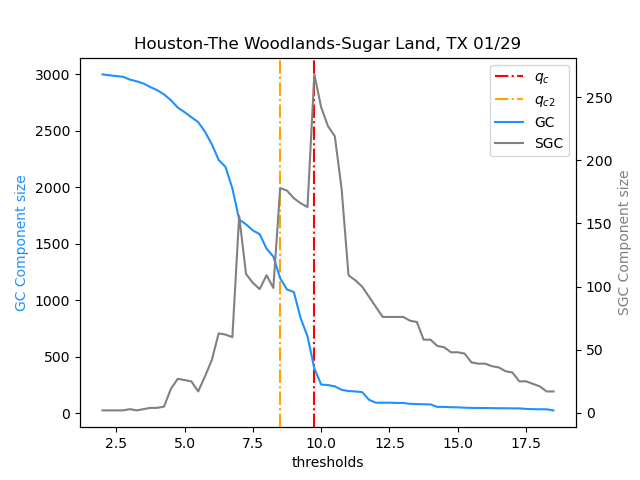 Houston-The Woodlands-Sugar Land, TX 01/29
3000
2500
2000
1500
1000
500
0
GC Component size
250
200
150
100
50
0
SGC Component size
q_c
q_c2
GC
SGC
2.5 5.0 7.5 10.0 12.5 15.0 17.5
thresholds